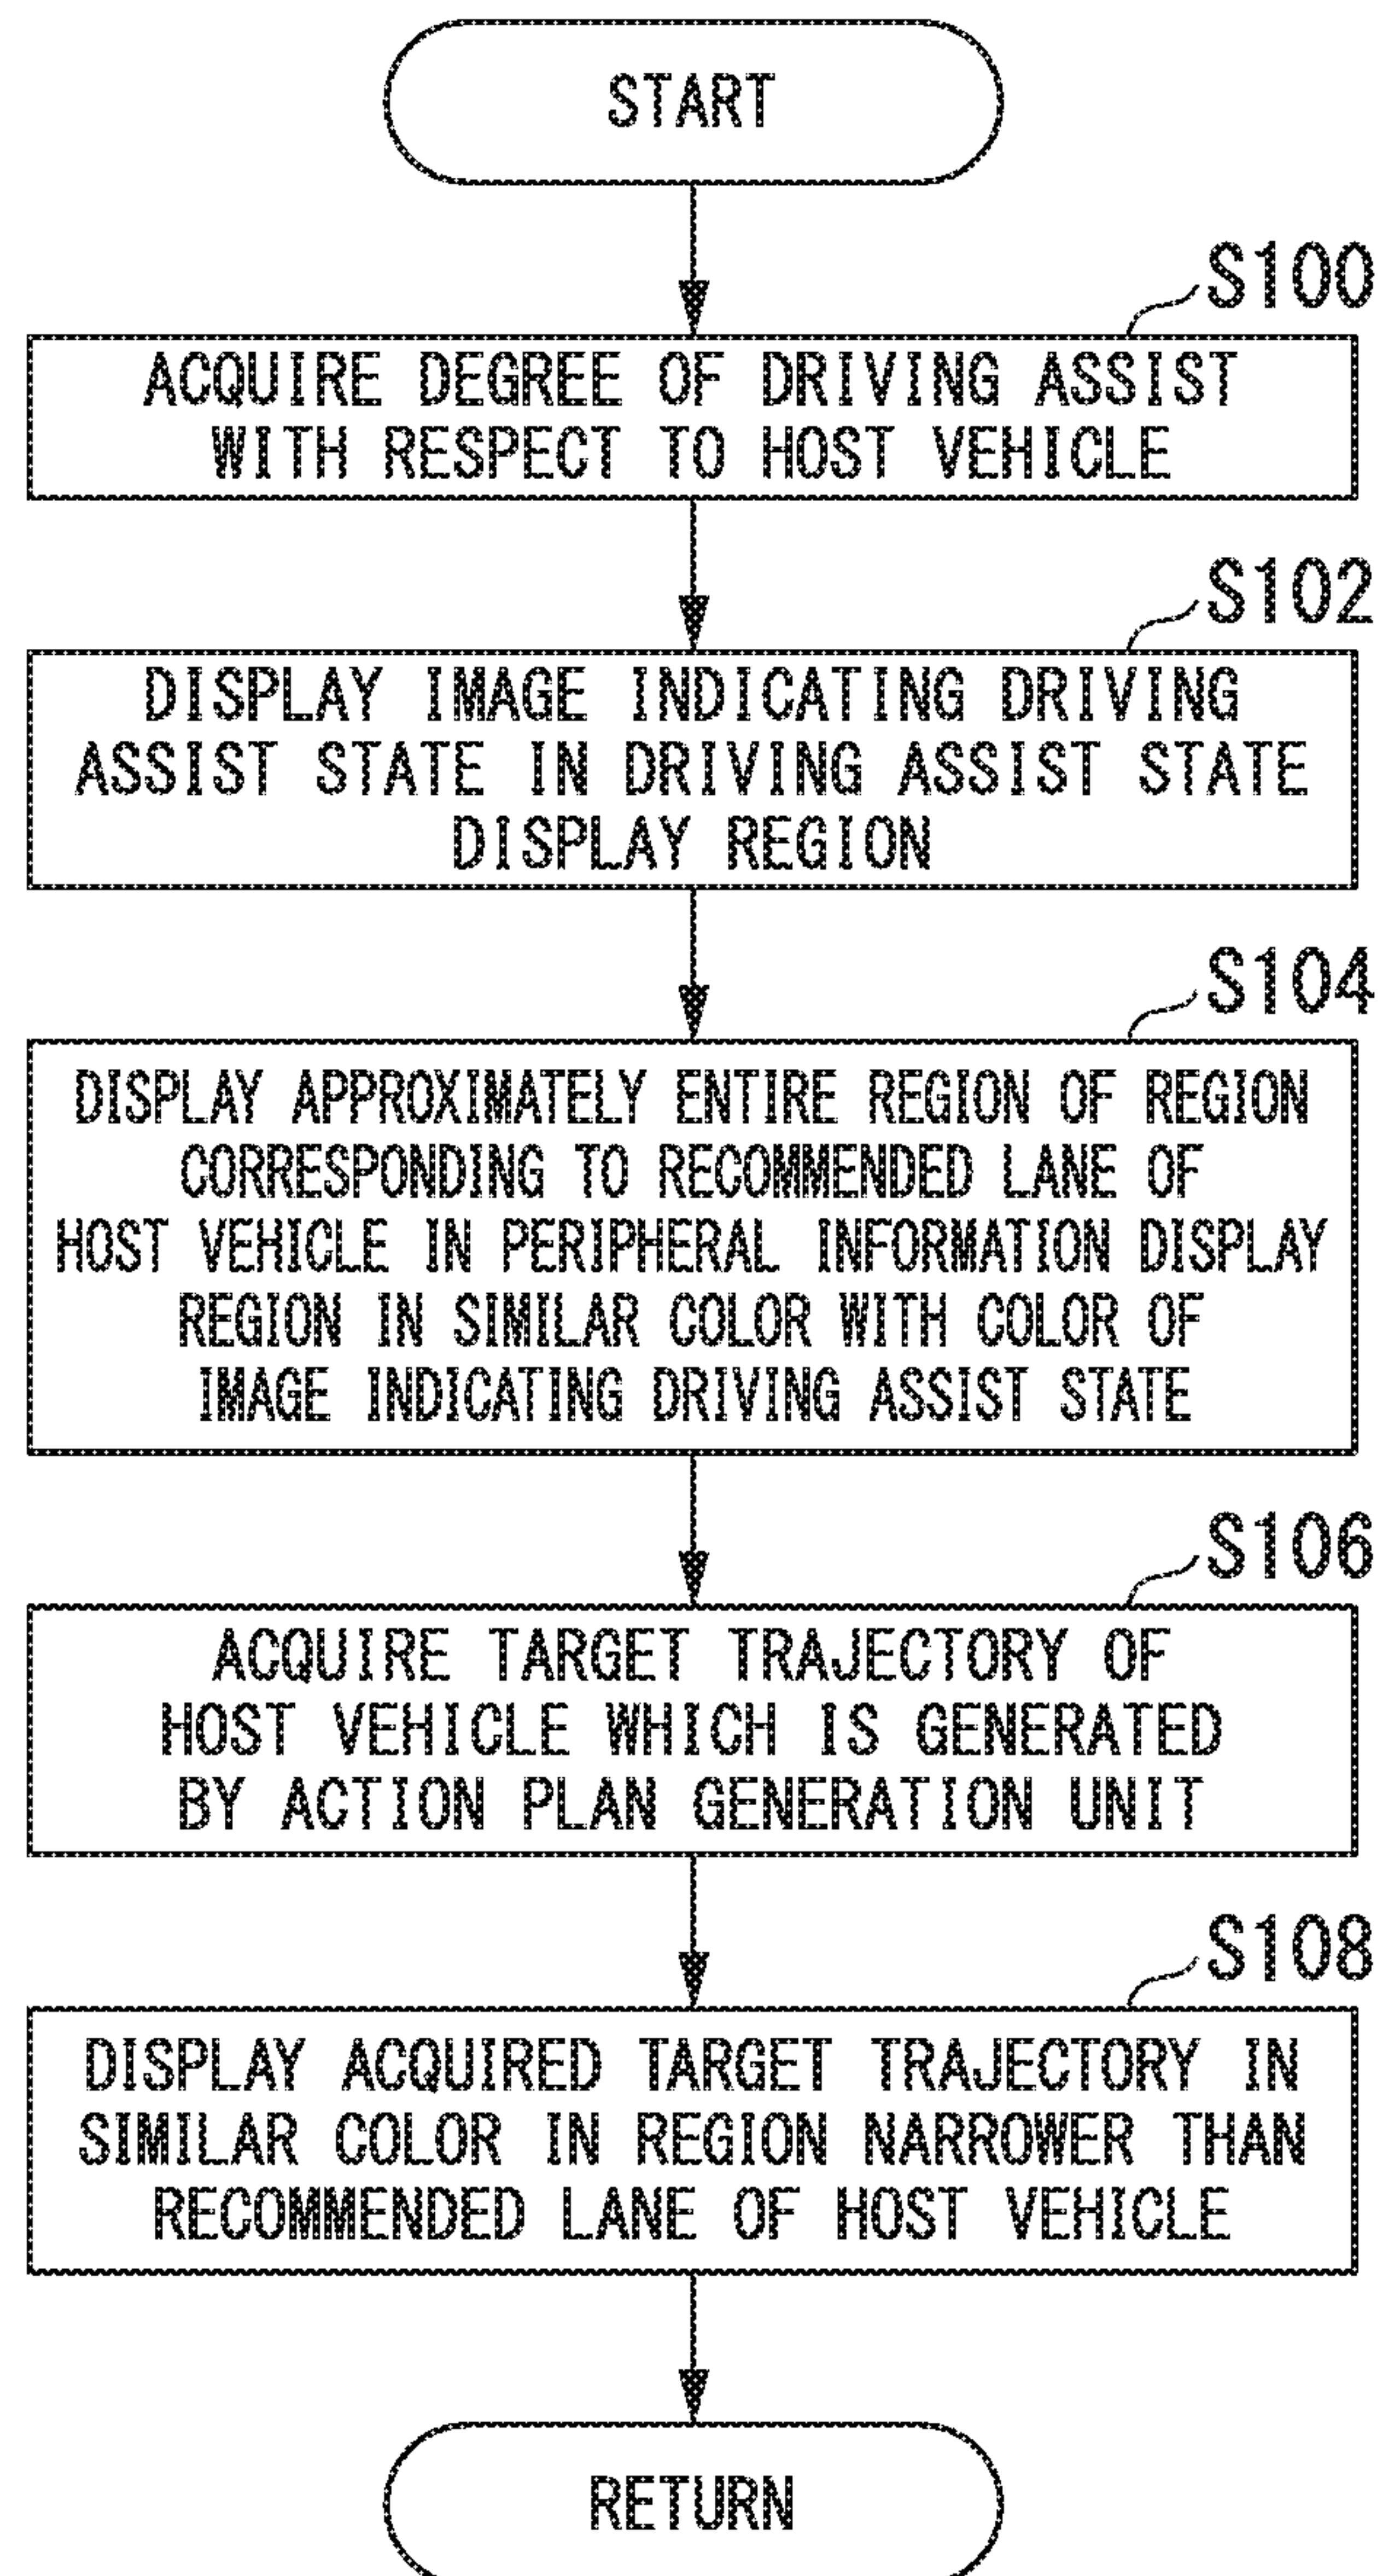 START
S100
ACQUIRE DEGREE OF DRIVING ASSIST
WITH RESPECT TO HOST VEHICLE
S102
DISPLAY IMAGE INDICATING DRIVING
ASSIST STATE IN DRIVING ASSIST STATE
DISPLAY REGION
S104
DISPLAY APPROXIMATELY ENTIRE REGION OF REGION
CORRESPONDING TO RECOMMENDED LANE OF
HOST VEHICLE IN PERIPHERAL INFORMATION DISPLAY
REGION IN SIMILAR COLOR WITH COLOR OF
IMAGE INDICATING DRIVING ASSIST STATE
S106
ACQUIRE TARGET TRAJECTORY OF
HOST VEHICLE WHICH IS GENERATED
BY ACTION PLAN GENERATION UNIT
S108
DISPLAY ACQUIRED TARGET TRAJECTORY IN
SIMILAR COLOR IN REGION NARROWER THAN
RECOMMENDED LANE OF HOST VEHICLE
RETURN